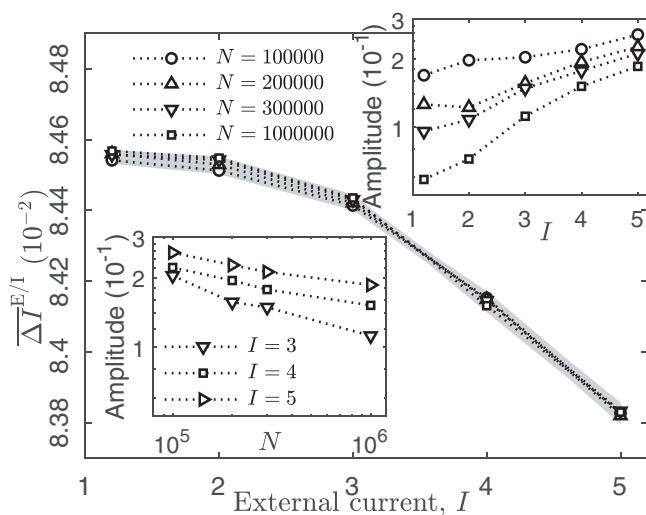 8.48
8.46
8.44
8.42
8.4
8.38
1 2 3 4 5
ΔI^E/I (10^-2)
External current, I
N = 100000
N = 200000
N = 300000
N = 1000000
3
2
1
Amplitude (10^-1)
1 2 3 4 5
I
3
2
1
Amplitude (10^-1)
I = 3
I = 4
I = 5
10^5 N 10^6